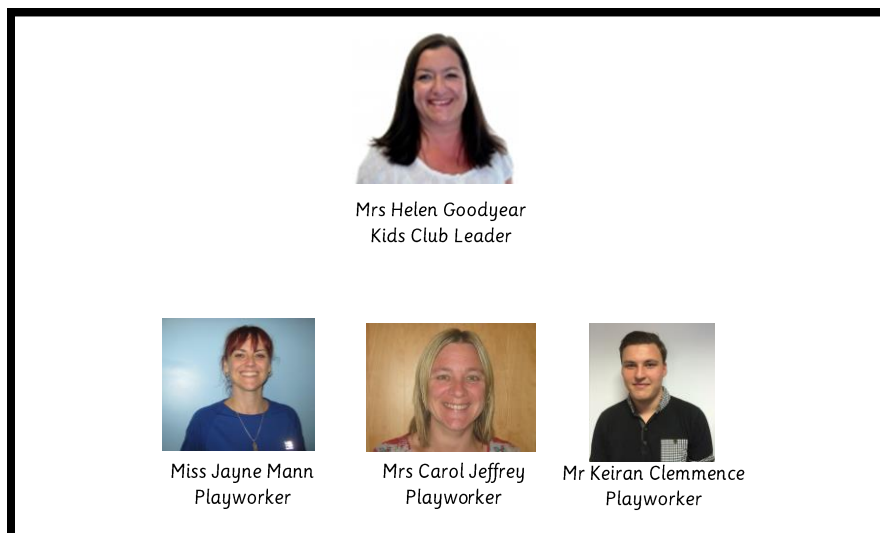 Mrs Helen Goodyear
Kids Club Leader
Miss Jayne Mann
Playworker
Mrs Carol Jeffrey
Playworker
Mr Keiran Clemmence
Playworker